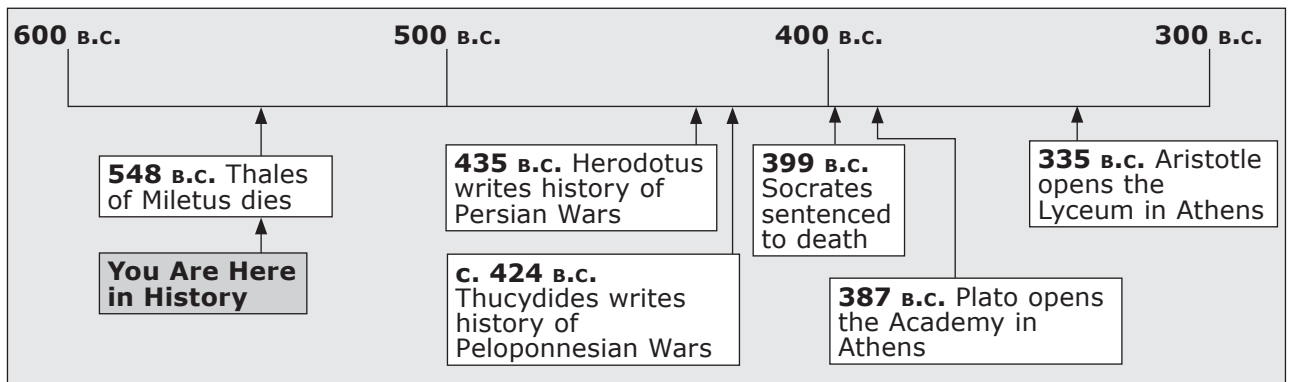 600 B.C.
500 B.C.
400 B.C.
300 B.C.
548 B.C. Thales
of Miletus dies
You Are Here
in History
435 B.C. Herodotus
writes history of
Persian Wars
c. 424 B.C.
Thucydides writes
history of
Peloponnesian Wars
399 B.C.
Socrates
sentenced
to death
387 B.C. Plato opens
the Academy in
Athens
335 B.C. Aristotle
opens the
Lyceum in Athens